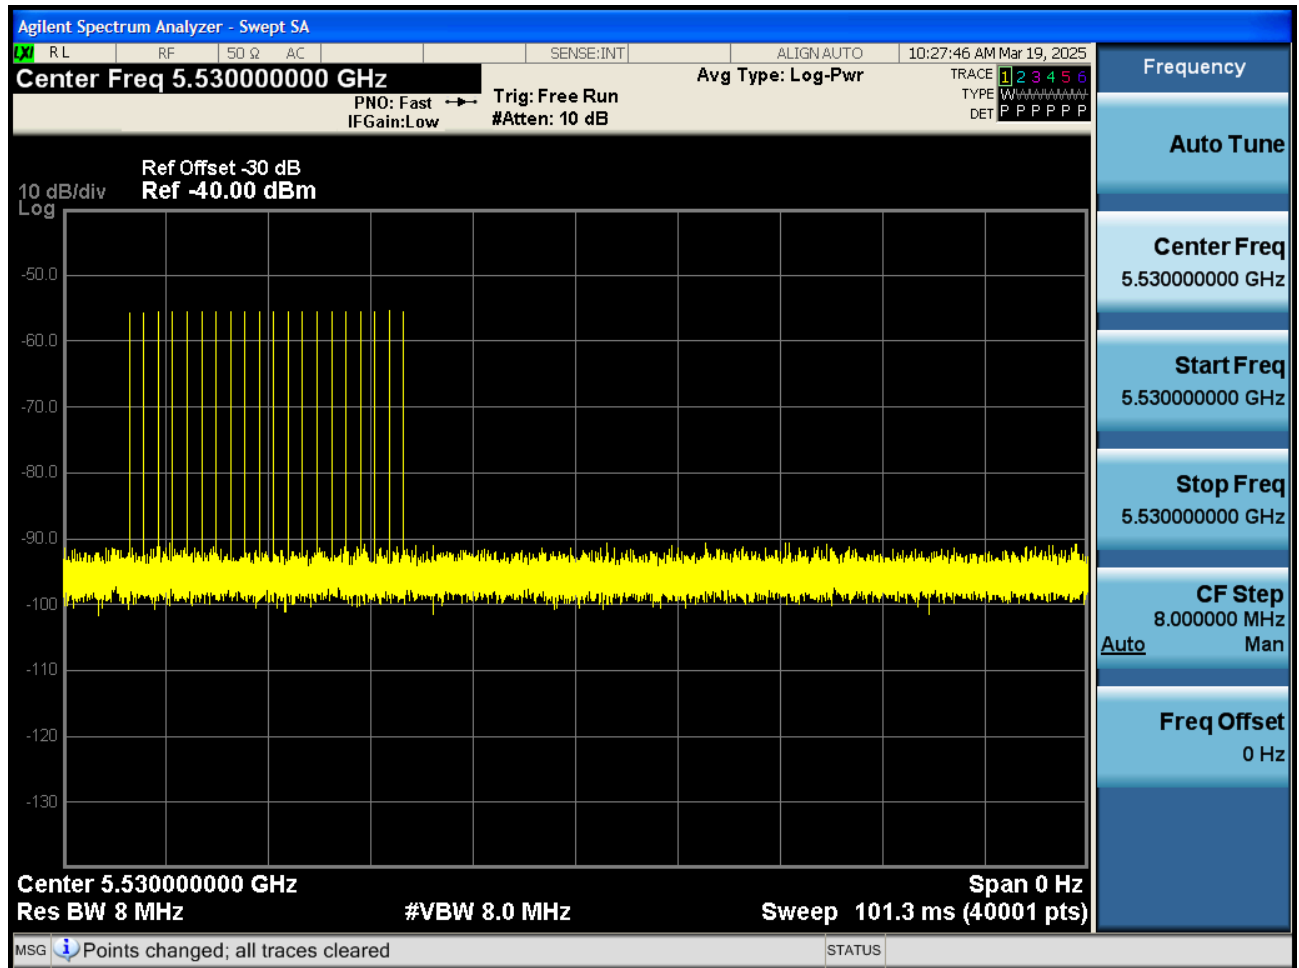 Agilent Spectrum Analyzer - Swept SA
LXI RL RF 50 Ω AC SENSE:INT ALIGN AUTO 10:27:46 AM Mar 19, 2025
Center Freq 5.530000000 GHz
PNO: Fast
IFGain:Low
Trig: Free Run
#Atten: 10 dB
Avg Type: Log-Pwr
TRACE 1 2 3 4 5 6
TYPE W W W W W W
DET P P P P P P
Ref Offset -30 dB
10 dB/div Ref -40.00 dBm
Log
-50.0
-60.0
-70.0
-80.0
-90.0
-100
-110
-120
-130
Center 5.530000000 GHz Span 0 Hz
Res BW 8 MHz #VBW 8.0 MHz Sweep 101.3 ms (40001 pts)
MSG Points changed; all traces cleared STATUS
Frequency
Auto Tune
Center Freq
5.530000000 GHz
Start Freq
5.530000000 GHz
Stop Freq
5.530000000 GHz
CF Step
8.000000 MHz
Auto Man
Freq Offset
0 Hz